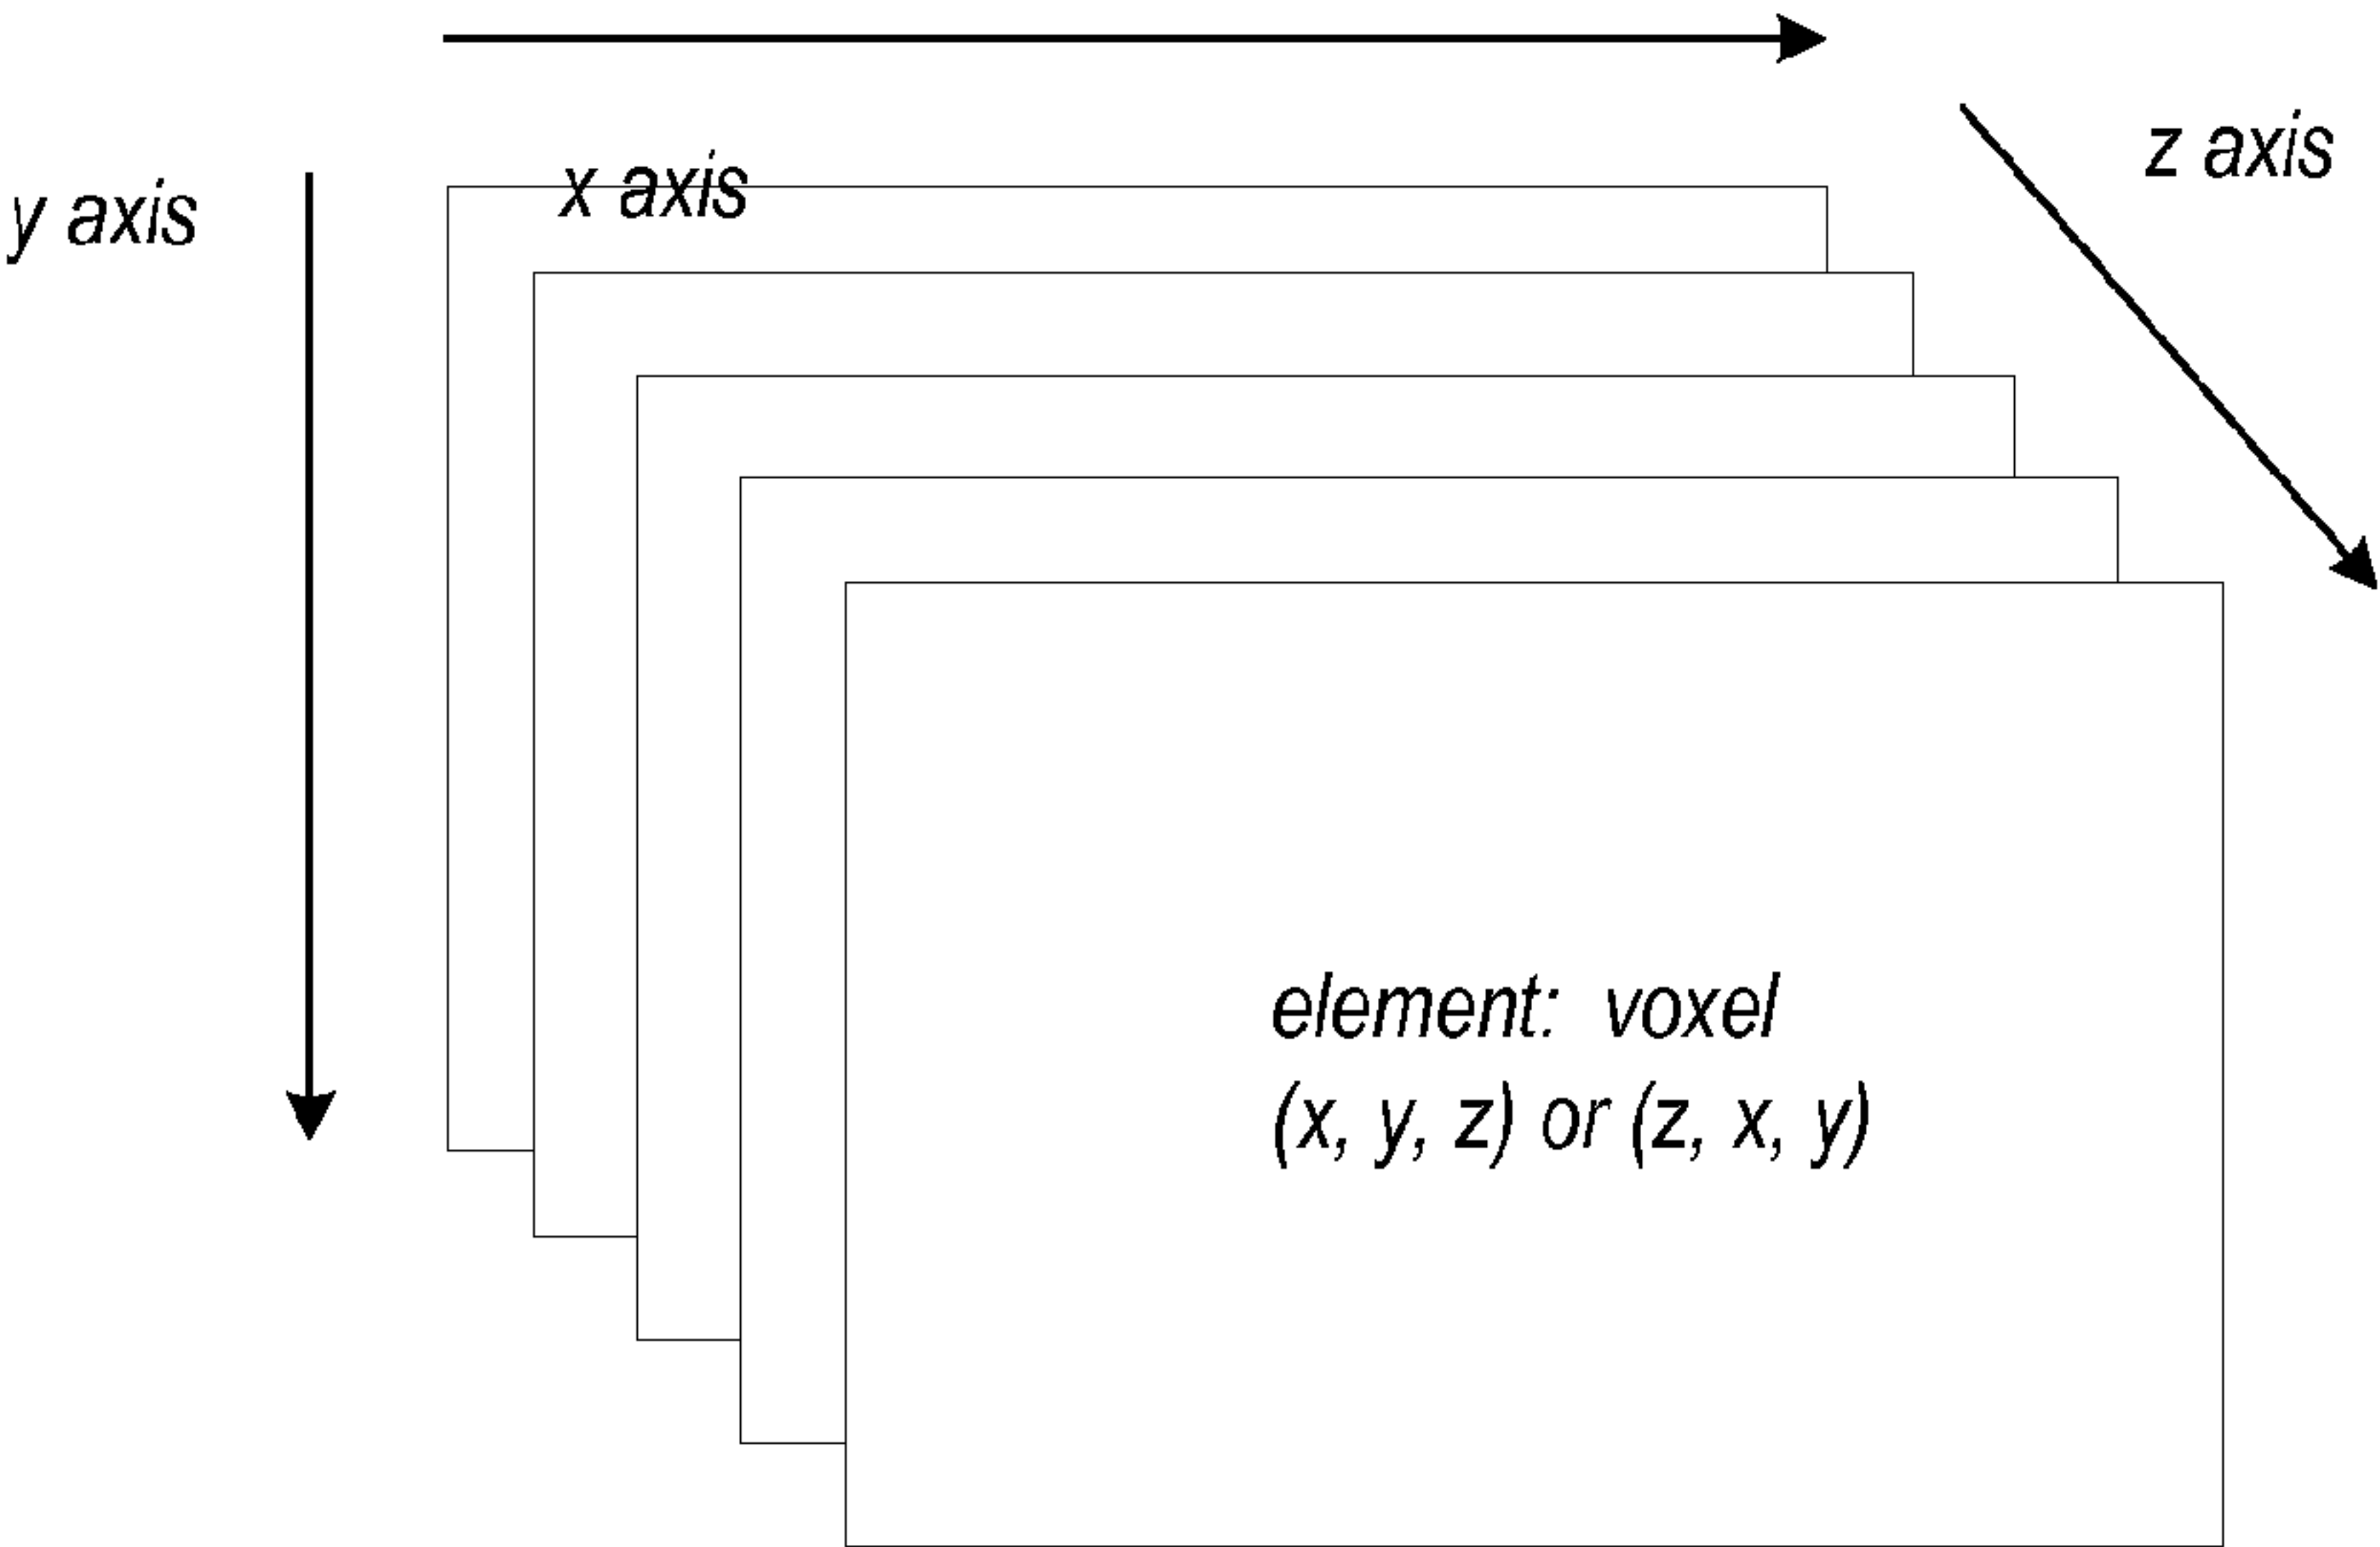 z axis
x axis
y axis
element: voxel
(x, y, z) or (z, x, y)